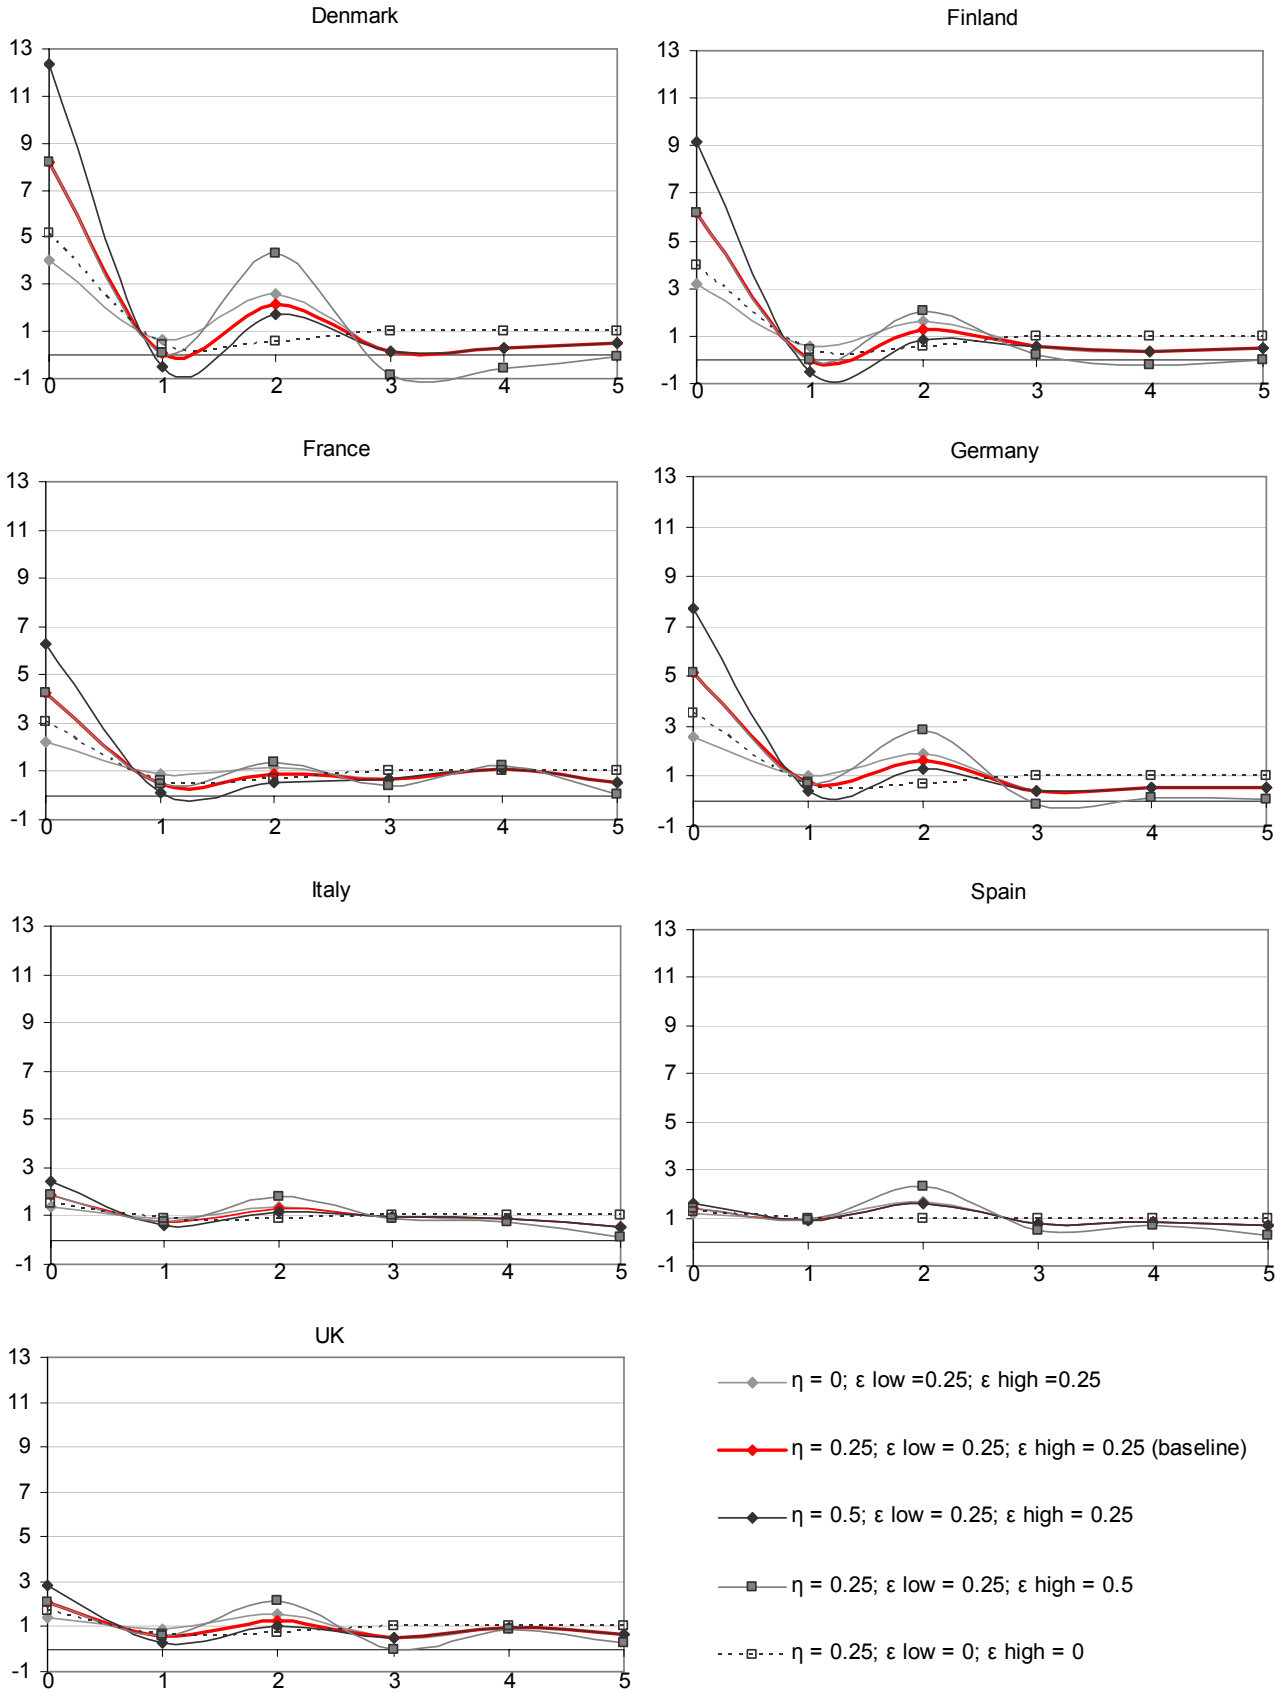 Denmark
13
11
9
7
5
3
1
-1
0 1 2 3 4 5
Finland
13
11
9
7
5
3
1
-1
0 1 2 3 4 5
France
13
11
9
7
5
3
1
-1
0 1 2 3 4 5
Germany
13
11
9
7
5
3
1
-1
0 1 2 3 4 5
Italy
13
11
9
7
5
3
1
-1
0 1 2 3 4 5
Spain
13
11
9
7
5
3
1
-1
0 1 2 3 4 5
UK
13
11
9
7
5
3
1
-1
0 1 2 3 4 5
η = 0; ε low =0.25; ε high =0.25
η = 0.25; ε low = 0.25; ε high = 0.25 (baseline)
η = 0.5; ε low = 0.25; ε high = 0.25
η = 0.25; ε low = 0.25; ε high = 0.5
η = 0.25; ε low = 0; ε high = 0